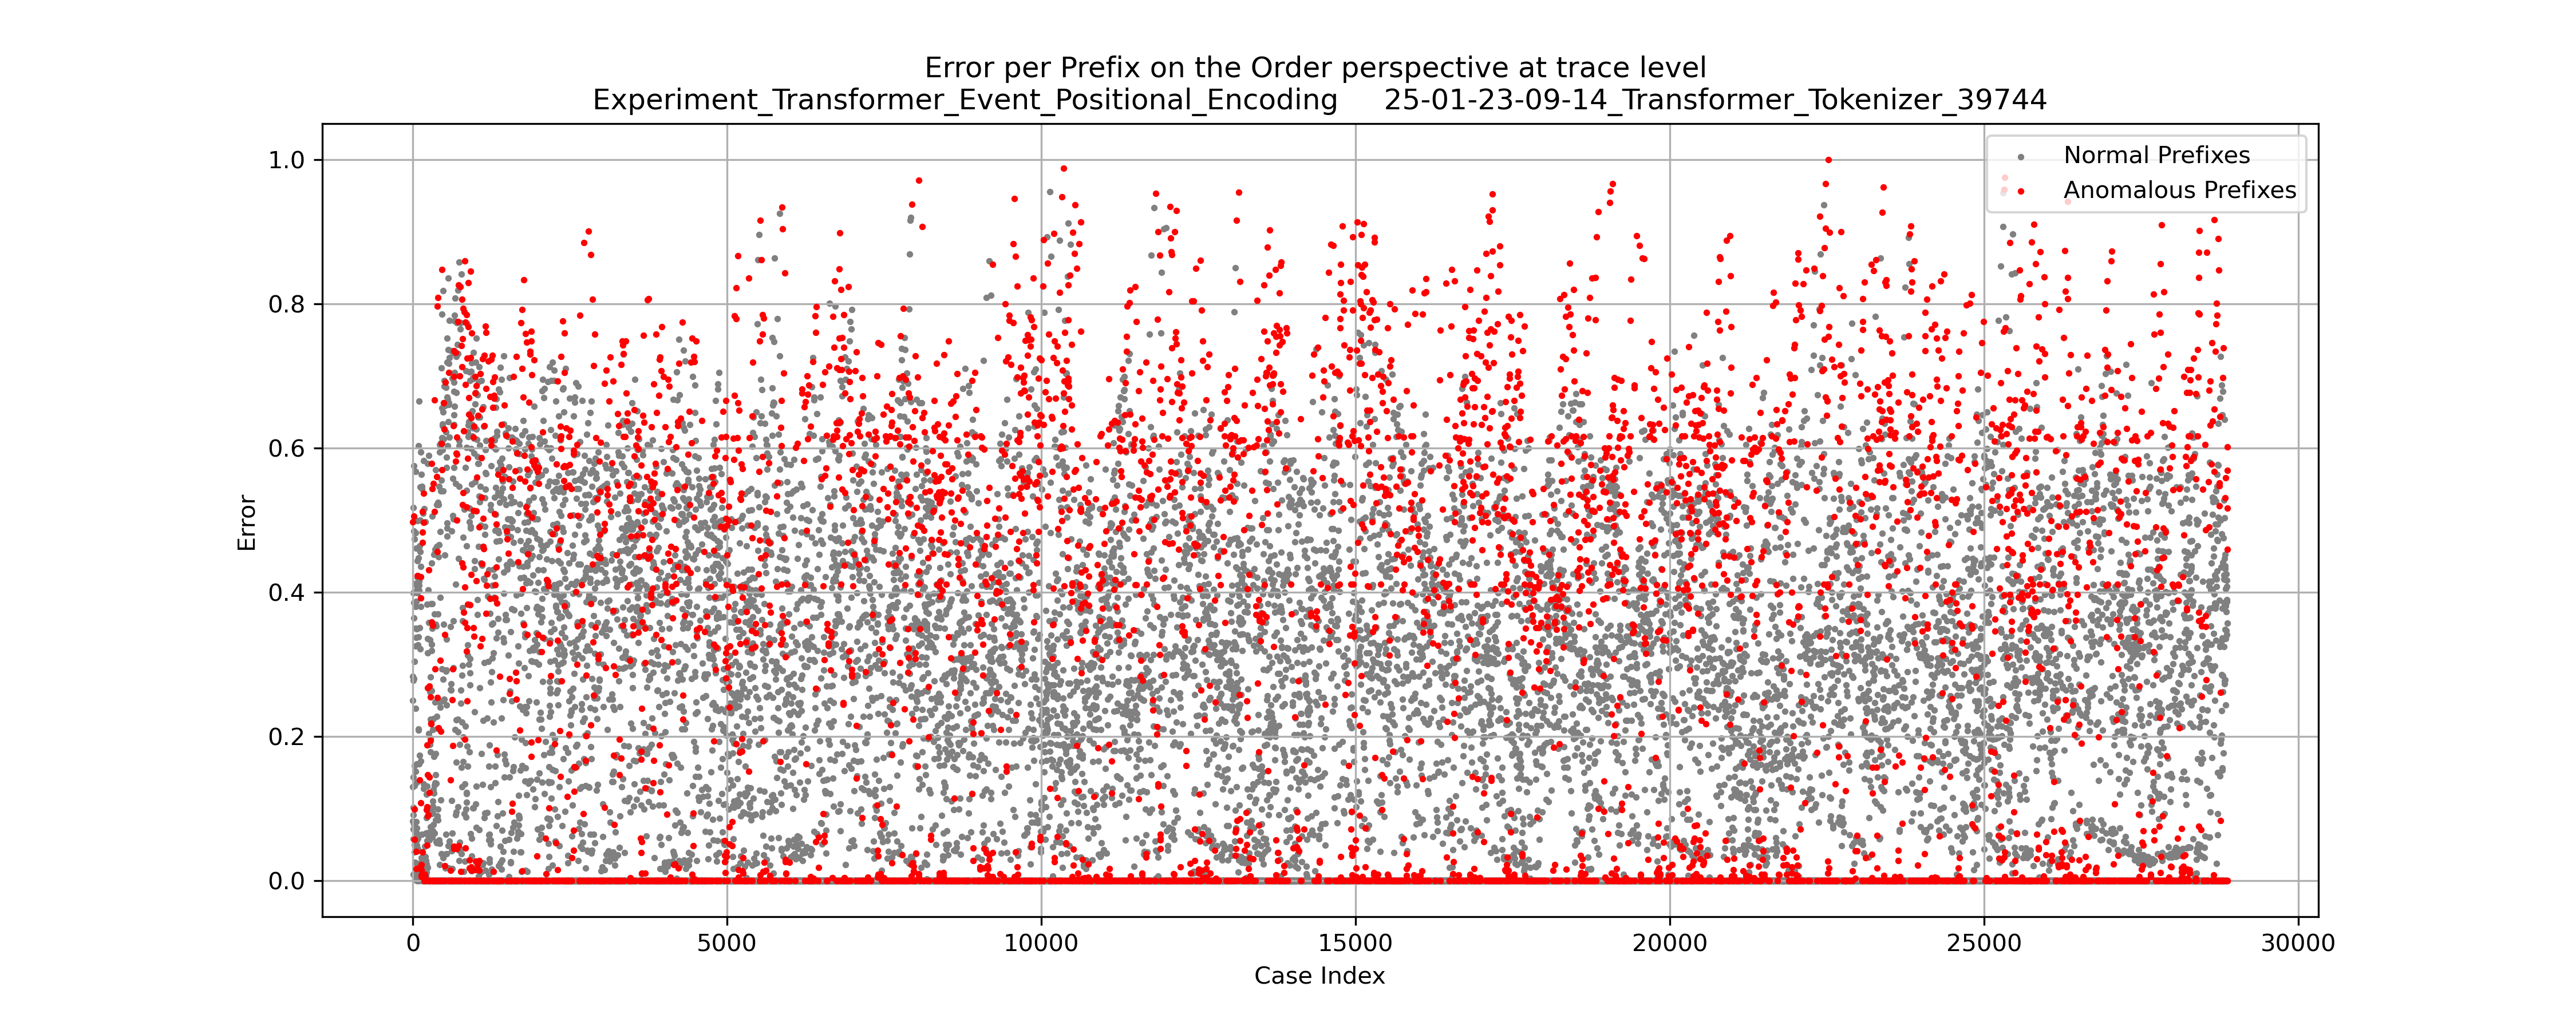 Error per Prefix on the Order perspective at trace level
Experiment_Transformer_Event_Positional_Encoding 25-01-23-09-14_Transformer_Tokenizer_39744
Normal Prefixes
Anomalous Prefixes
1.0
0.8
0.6
0.4
0.2
0.0
Error
0 5000 10000 15000 20000 25000 30000
Case Index